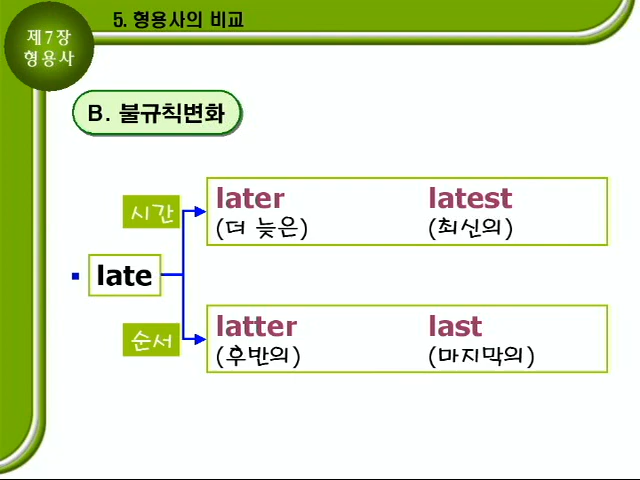 5. 형용사의 비교
제7장
형용사
B. 불규칙변화
시간
later latest
(더 늦은) (최신의)
late
순서
latter last
(후반의) (마지막의)